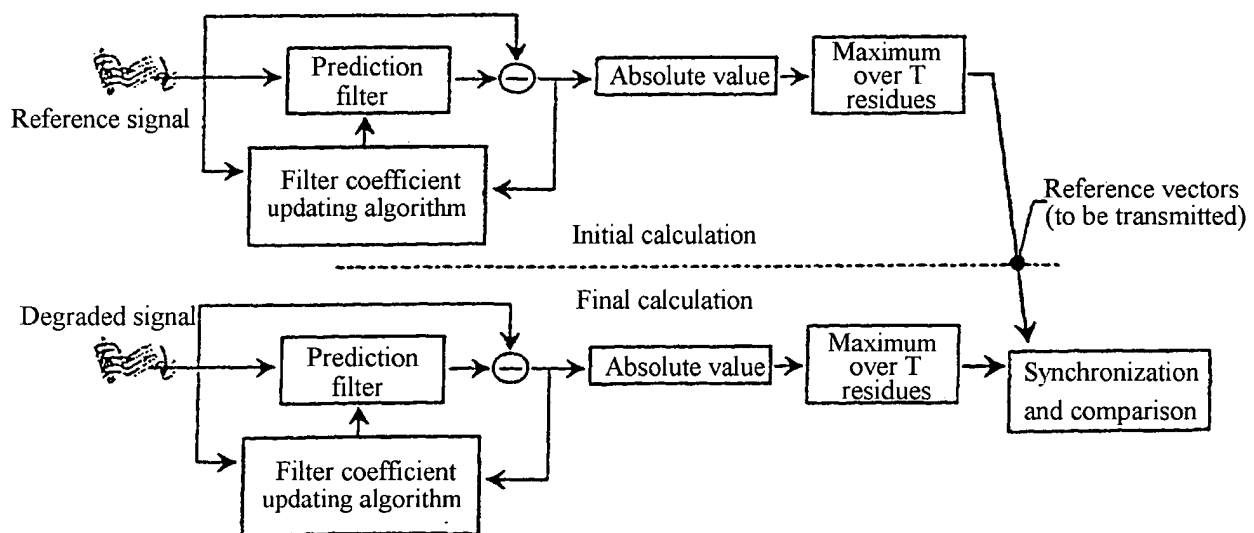 Reference signal
Prediction
filter
Absolute value
Maximum
over T
residues
Filter coefficient
updating algorithm
Reference vectors
(to be transmitted)
Initial calculation
Final calculation
Degraded signal
Prediction
filter
Absolute value
Maximum
over T
residues
Synchronization
and comparison
Filter coefficient
updating algorithm